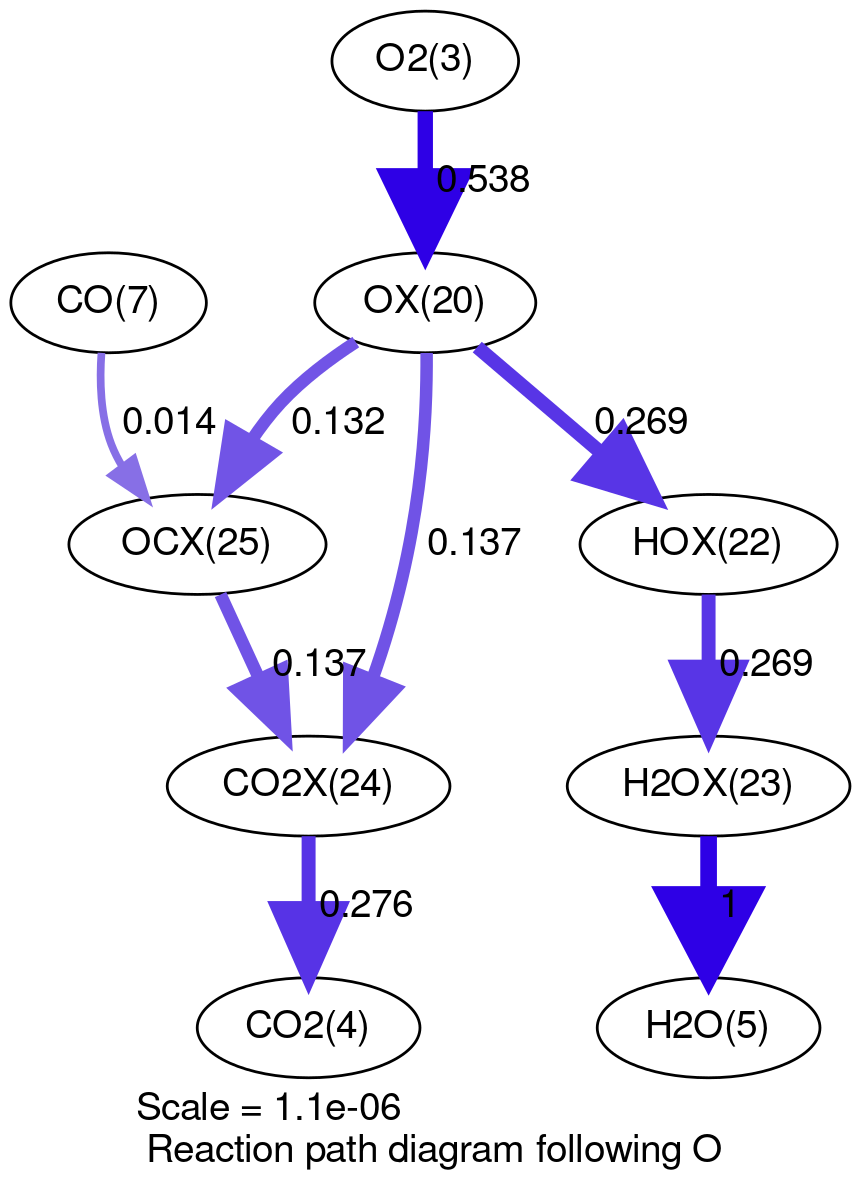 O2(3)
0.538
CO(7)
OX(20)
0.014
0.132
0.269
OCX(25)
0.137
HOX(22)
0.137
0.269
CO2X(24)
H2OX(23)
0.276
1
CO2(4)
H2O(5)
Scale = 1.1e-06
Reaction path diagram following O